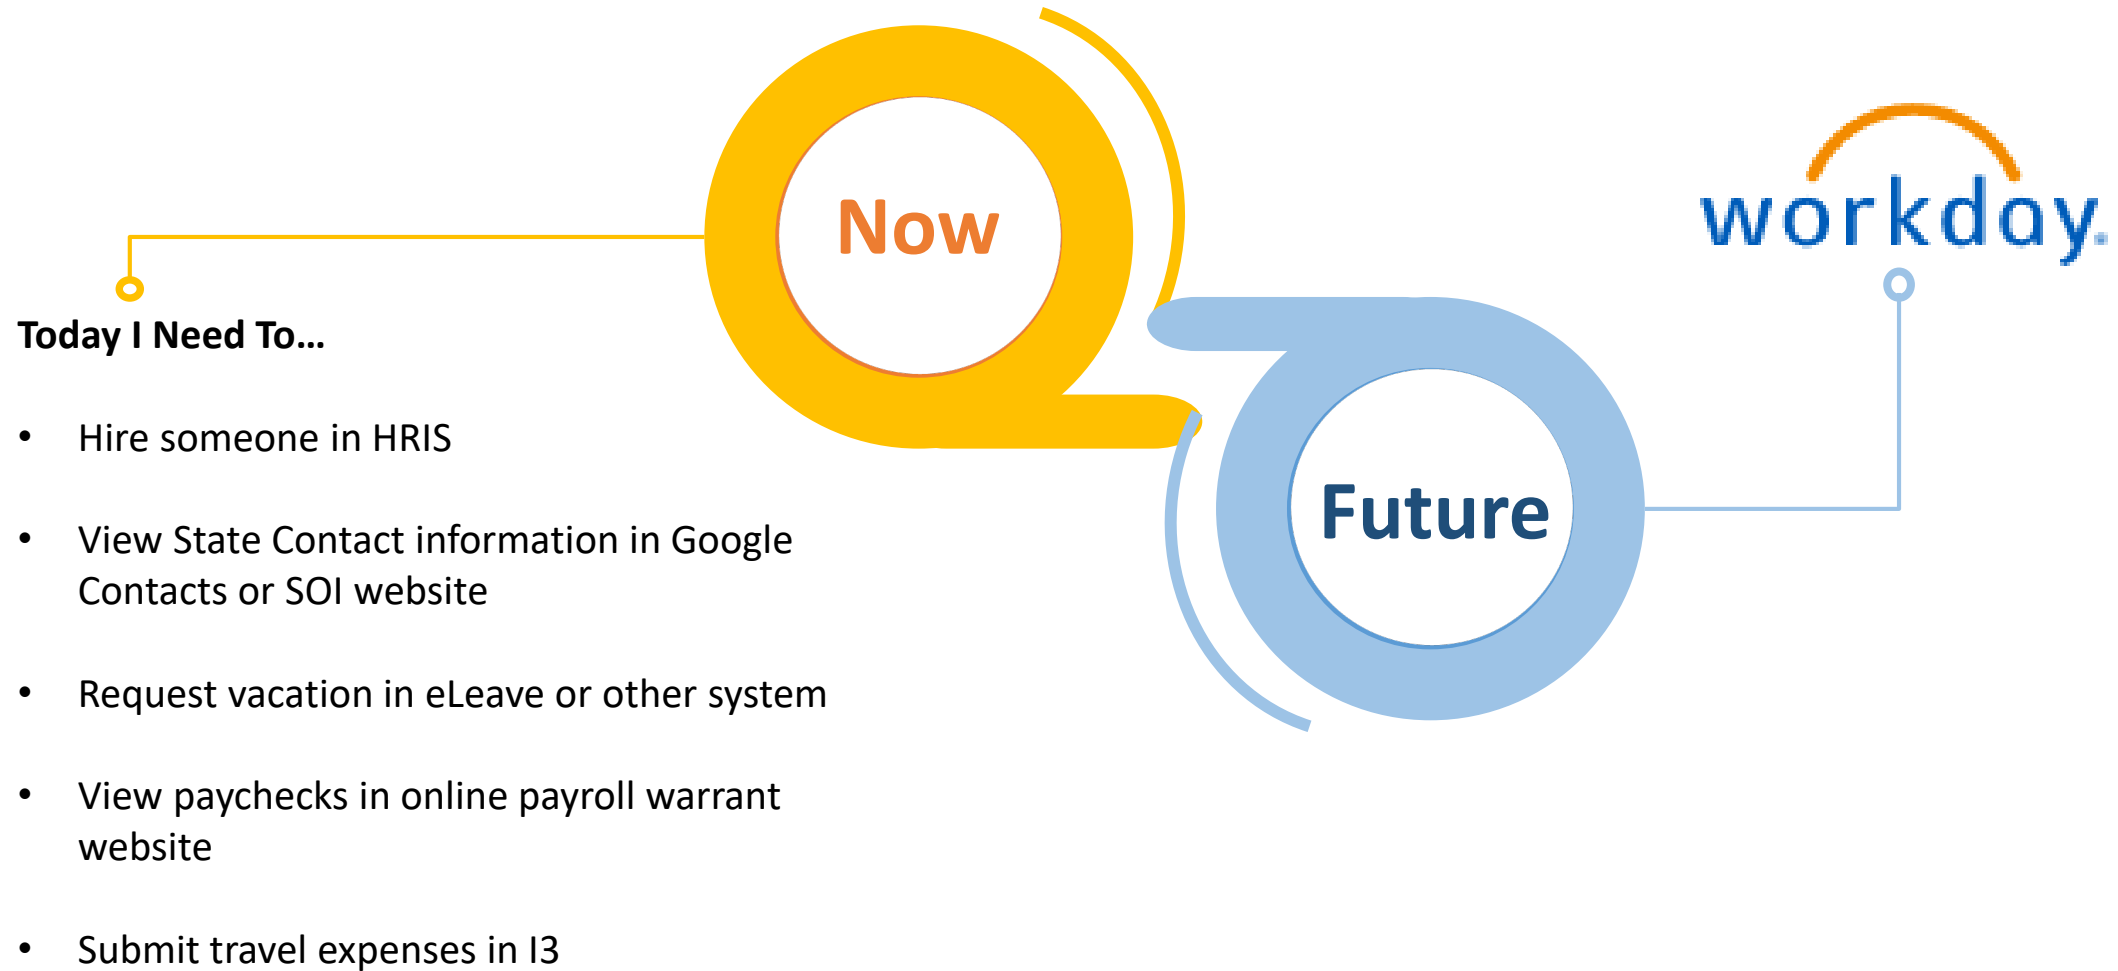 Now
workday.
Today I Need To…
• Hire someone in HRIS
Future
• View State Contact information in Google
Contacts or SOI website
• Request vacation in eLeave or other system
• View paychecks in online payroll warrant
website
• Submit travel expenses in I3